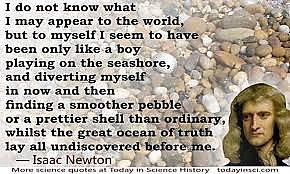 I do not know what
I may appear to the world,
but to myself I seem to have
been only like a boy
playing on the seashore,
and diverting myself
in now and then
finding a smoother pebble
or a prettier shell than ordinary,
whilst the great ocean of truth
lay all undiscovered before me.
— Isaac Newton
More science quotes at Today in Science History todayinsci.com